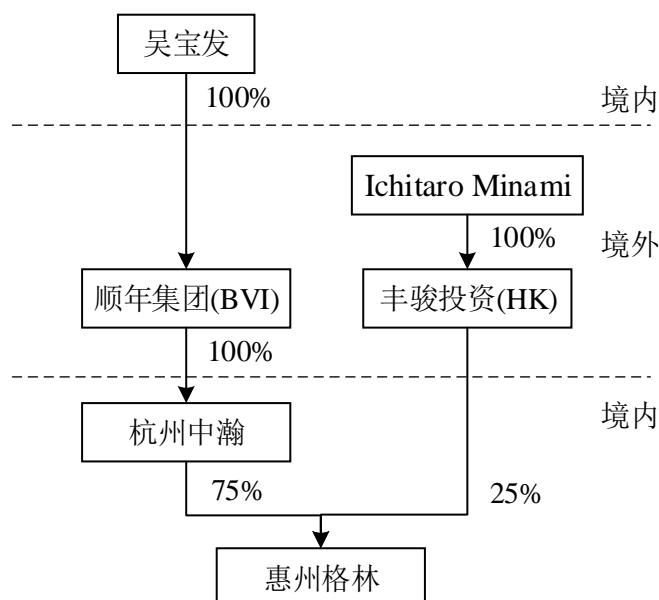 吴宝发
100%
境内
Ichitaro Minami
100%
境外
顺年集团(BVI)
丰骏投资(HK)
100%
境内
杭州中瀚
75%
25%
惠州格林